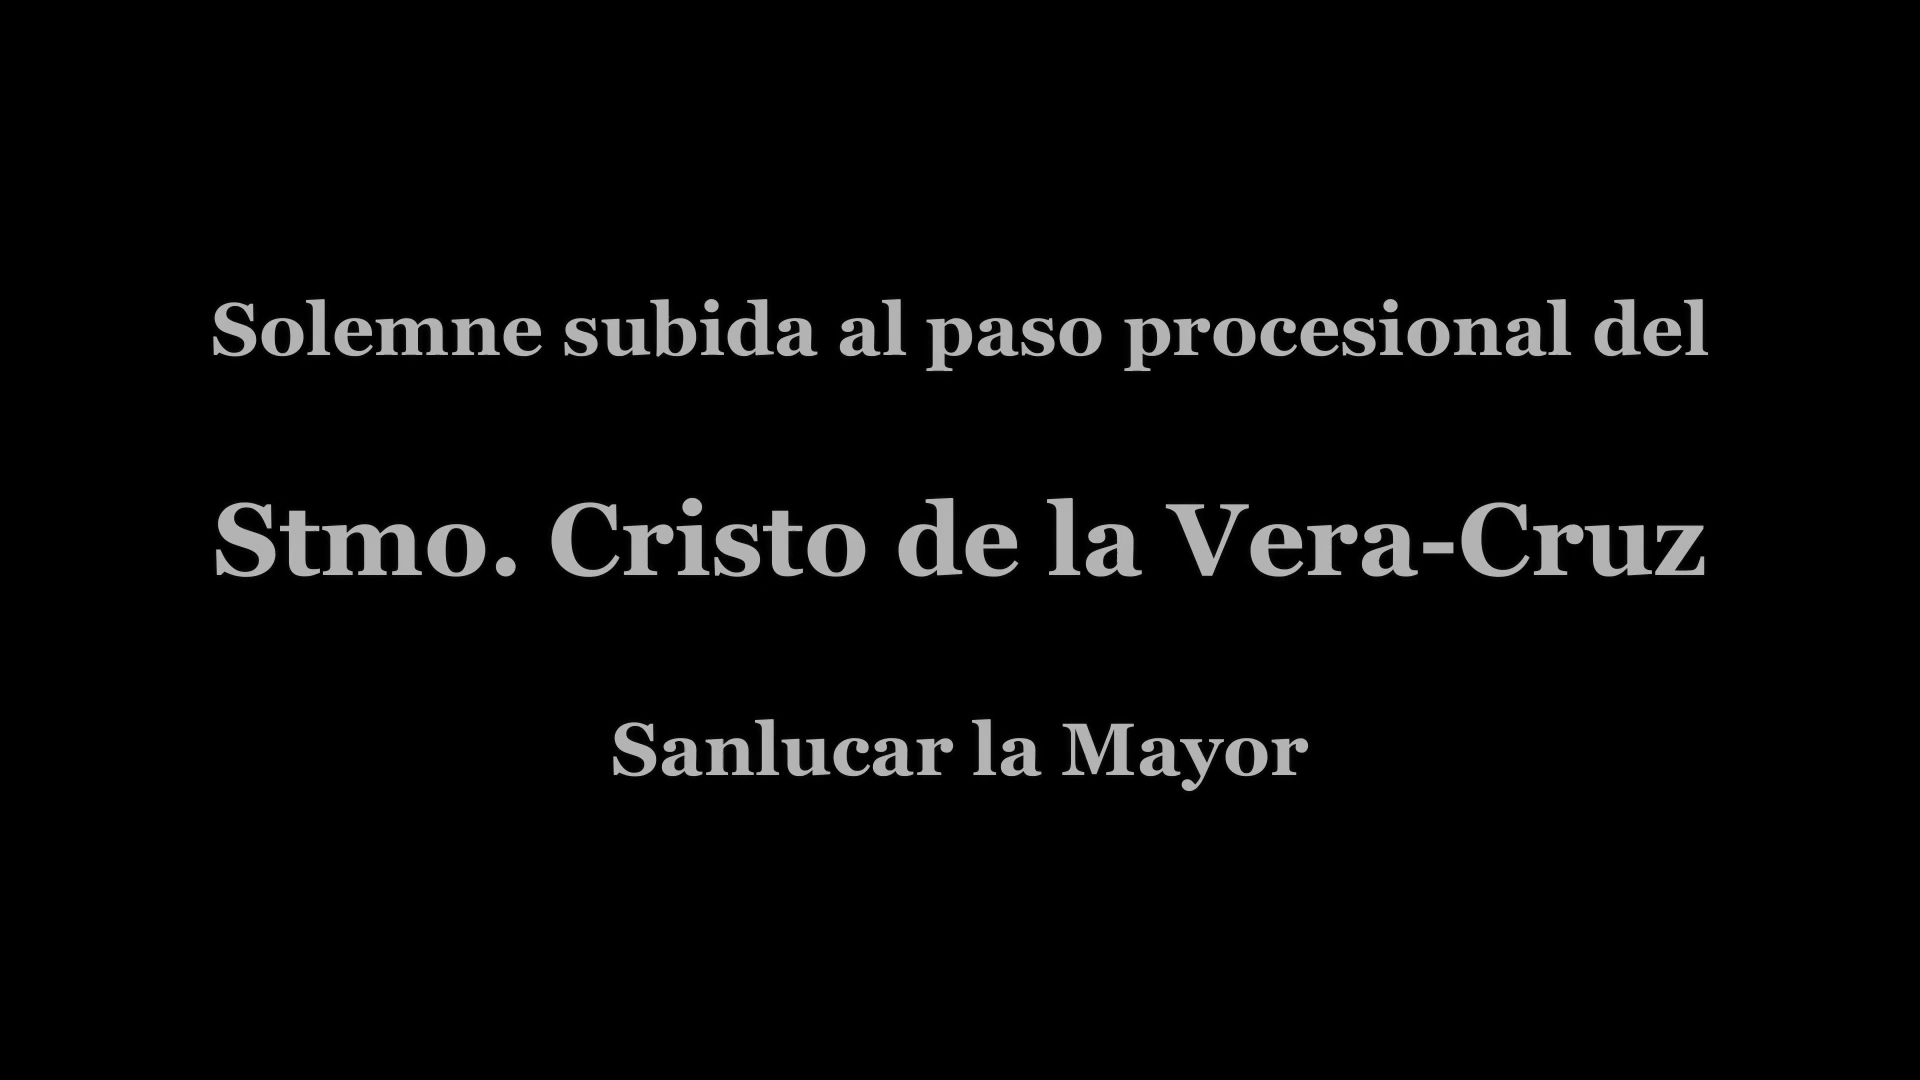 Solemne subida al paso procesional del
Stmo. Cristo de la Vera-Cruz
Sanlucar la Mayor